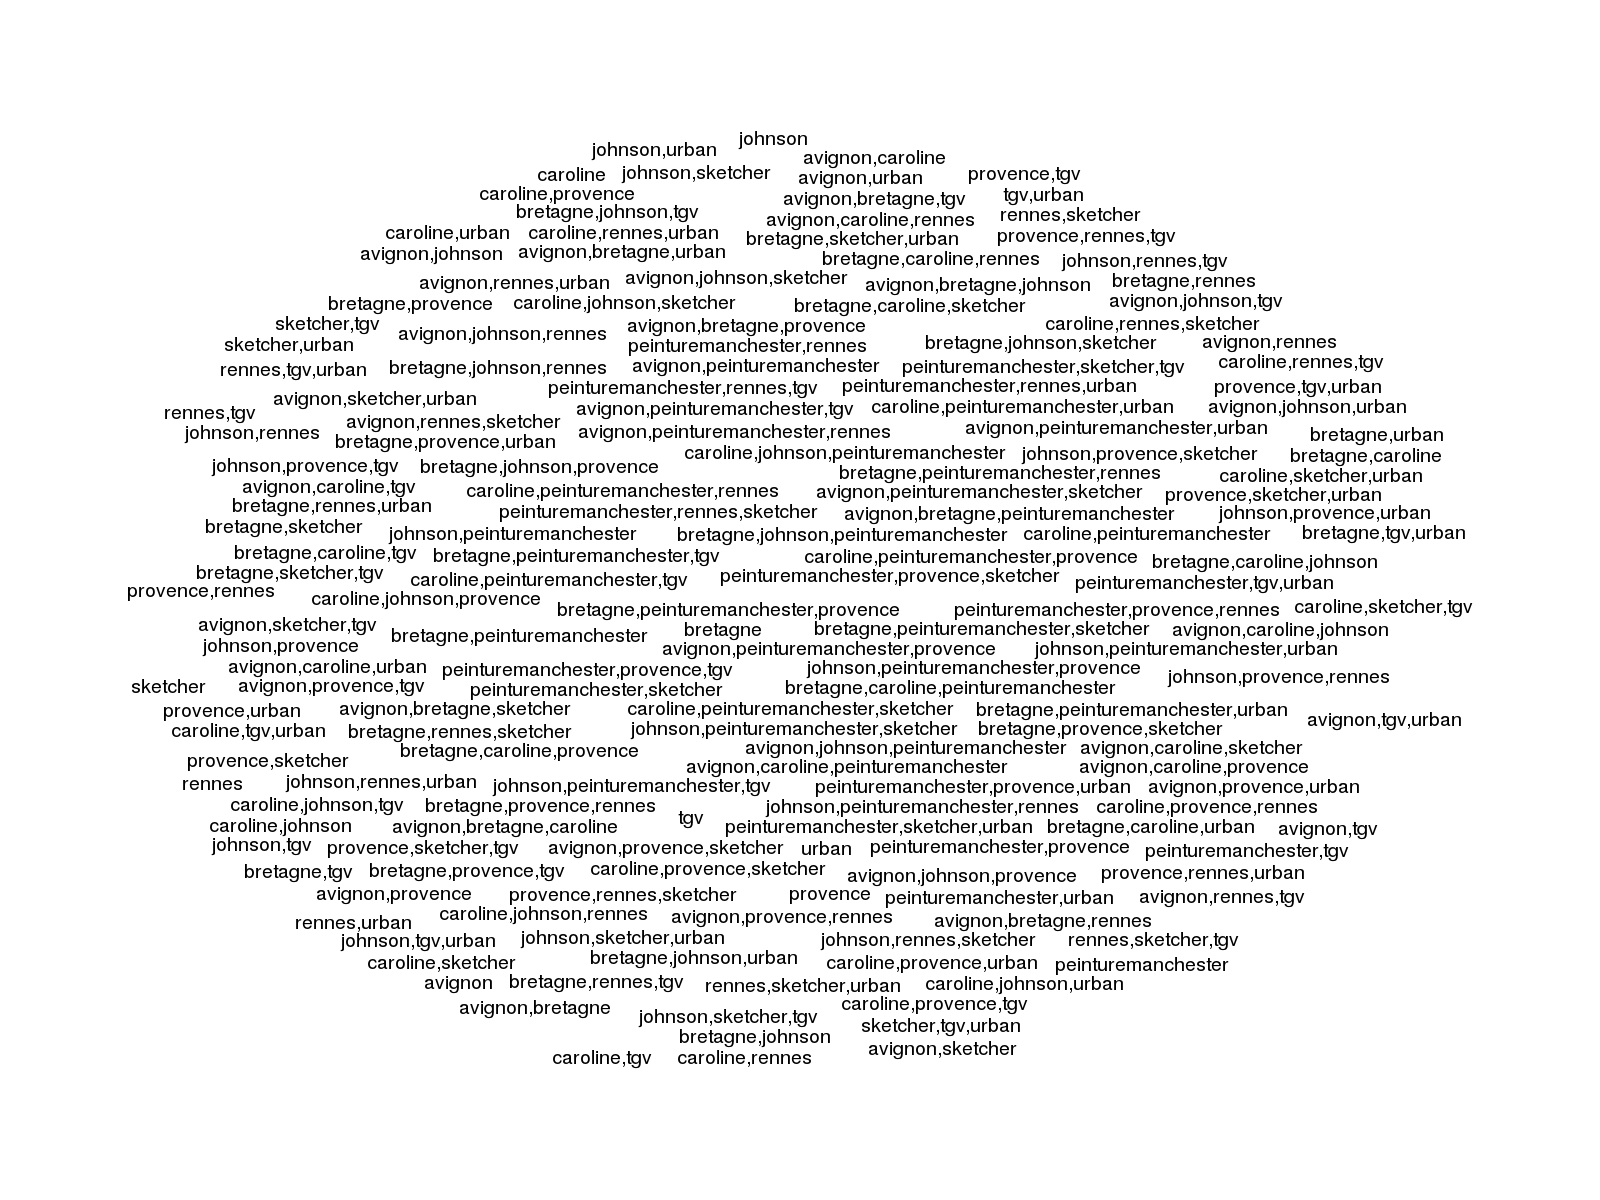 johnson
johnson,urban
avignon,caroline
caroline johnson,sketcher avignon,urban provence,tgv
caroline,provence avignon,bretagne,tgv tgv,urban
bretagne,johnson,tgv avignon,caroline,rennes rennes,sketcher
caroline,urban caroline,rennes,urban bretagne,sketcher,urban provence,rennes,tgv
avignon,johnson avignon,bretagne,urban bretagne,caroline,rennes johnson,rennes,tgv
avignon,rennes,urban avignon,johnson,sketcher avignon,bretagne,johnson bretagne,rennes
bretagne,provence caroline,johnson,sketcher bretagne,caroline,sketcher avignon,johnson,tgv
sketcher,tgv avignon,johnson,rennes avignon,bretagne,provence caroline,rennes,sketcher
sketcher,urban peinturemanchester,rennes bretagne,johnson,sketcher avignon,rennes
rennes,tgv,urban bretagne,johnson,rennes avignon,peinturemanchester peinturemanchester,sketcher,tgv caroline,rennes,tgv
peinturemanchester,rennes,tgv peinturemanchester,rennes,urban provence,tgv,urban
avignon,sketcher,urban avignon,peinturemanchester,tgv caroline,peinturemanchester,urban avignon,johnson,urban
rennes,tgv avignon,rennes,sketcher avignon,peinturemanchester,rennes avignon,peinturemanchester,urban
johnson,rennes bretagne,provence,urban bretagne,urban
caroline,johnson,peinturemanchester johnson,provence,sketcher bretagne,caroline
johnson,provence,tgv bretagne,johnson,provence bretagne,peinturemanchester,rennes caroline,sketcher,urban
avignon,caroline,tgv caroline,peinturemanchester,rennes avignon,peinturemanchester,sketcher provence,sketcher,urban
bretagne,rennes,urban peinturemanchester,rennes,sketcher avignon,bretagne,peinturemanchester johnson,provence,urban
bretagne,sketcher johnson,peinturemanchester bretagne,johnson,peinturemanchester caroline,peinturemanchester bretagne,tgv,urban
bretagne,caroline,tgv bretagne,peinturemanchester,tgv caroline,peinturemanchester,provence bretagne,caroline,johnson
bretagne,sketcher,tgv caroline,peinturemanchester,tgv peinturemanchester,provence,sketcher peinturemanchester,tgv,urban
provence,rennes caroline,johnson,provence bretagne,peinturemanchester,provence peinturemanchester,provence,rennes caroline,sketcher,tgv
avignon,sketcher,tgv bretagne,peinturemanchester bretagne bretagne,peinturemanchester,sketcher avignon,caroline,johnson
johnson,provence avignon,peinturemanchester,provence johnson,peinturemanchester,urban
avignon,caroline,urban peinturemanchester,provence,tgv johnson,peinturemanchester,provence johnson,provence,rennes
sketcher avignon,provence,tgv peinturemanchester,sketcher bretagne,caroline,peinturemanchester
provence,urban avignon,bretagne,sketcher caroline,peinturemanchester,sketcher bretagne,peinturemanchester,urban avignon,tgv,urban
caroline,tgv,urban bretagne,rennes,sketcher johnson,peinturemanchester,sketcher bretagne,provence,sketcher
bretagne,caroline,provence avignon,johnson,peinturemanchester avignon,caroline,sketcher
provence,sketcher avignon,caroline,peinturemanchester avignon,caroline,provence
rennes johnson,rennes,urban johnson,peinturemanchester,tgv peinturemanchester,provence,urban avignon,provence,urban
caroline,johnson,tgv bretagne,provence,rennes johnson,peinturemanchester,rennes caroline,provence,rennes
caroline,johnson avignon,bretagne,caroline tgv peinturemanchester,sketcher,urban bretagne,caroline,urban avignon,tgv
johnson,tgv provence,sketcher,tgv avignon,provence,sketcher urban peinturemanchester,provence peinturemanchester,tgv
bretagne,tgv bretagne,provence,tgv caroline,provence,sketcher avignon,johnson,provence provence,rennes,urban
avignon,provence provence,rennes,sketcher provence peinturemanchester,urban avignon,rennes,tgv
rennes,urban caroline,johnson,rennes avignon,provence,rennes avignon,bretagne,rennes
johnson,tgv,urban johnson,sketcher,urban johnson,rennes,sketcher rennes,sketcher,tgv
caroline,sketcher bretagne,johnson,urban caroline,provence,urban peinturemanchester
avignon bretagne,rennes,tgv rennes,sketcher,urban caroline,johnson,urban
avignon,bretagne johnson,sketcher,tgv caroline,provence,tgv
bretagne,johnson sketcher,tgv,urban
caroline,tgv caroline,rennes avignon,sketcher